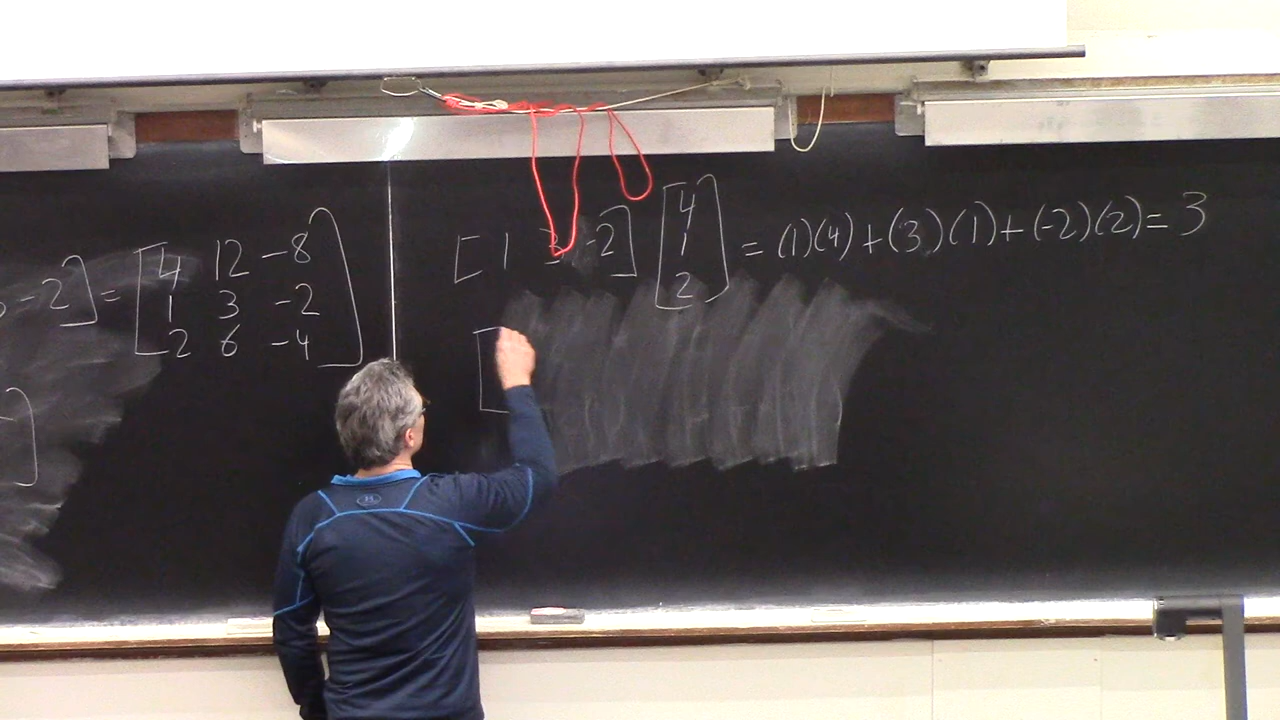 -2] = [4 12 -8
1 3 -2
2 6 -4]
[1 3 -2] [4
1
2] = (1)(4)+(3)(1)+(-2)(2)= 3
[